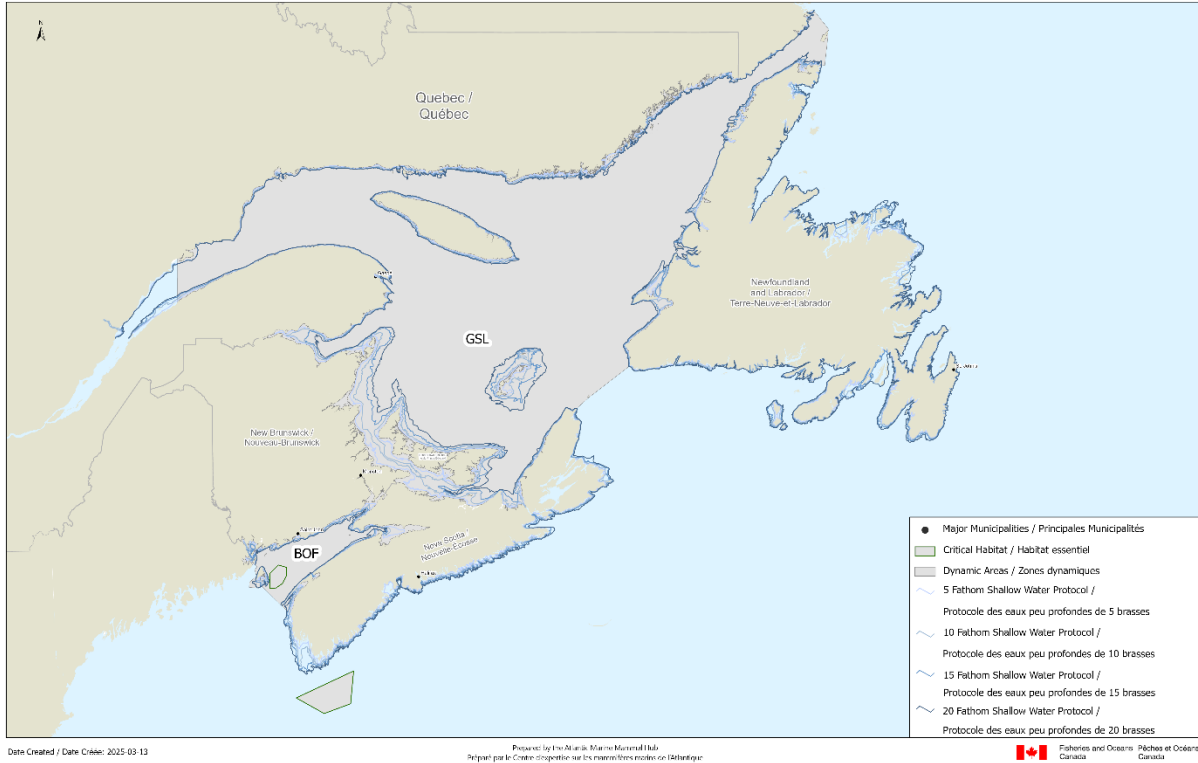 N
Quebec /
Québec
Newfoundland
and Labrador /
Terre-Neuve-et-Labrador
GSL
New Brunswick /
Nouveau-Brunswick
BOF
Nova Scotia /
Nouvelle-Écosse
Major Municipalities / Principales Municipalités
Critical Habitat / Habitat essentiel
Dynamic Areas / Zones dynamiques
5 Fathom Shallow Water Protocol /
Protocole des eaux peu profondes de 5 brasses
10 Fathom Shallow Water Protocol /
Protocole des eaux peu profondes de 10 brasses
15 Fathom Shallow Water Protocol /
Protocole des eaux peu profondes de 15 brasses
20 Fathom Shallow Water Protocol /
Protocole des eaux peu profondes de 20 brasses
Date Created / Date Créée: 2025-03-13
Prepared by the Atlantic Marine Mammal Hub
Préparé par le Centre d'expertise sur les mammifères marins de l'Atlantique
Fisheries and Oceans Pêches et Océans
Canada Canada